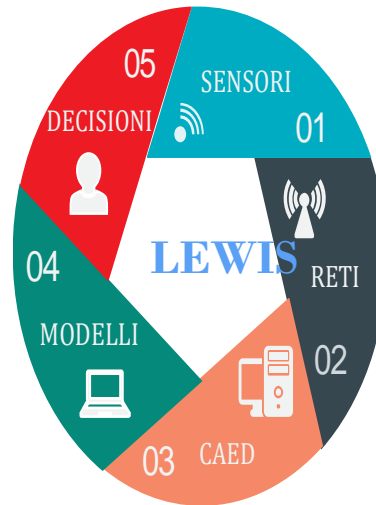 SENSORI
01
RETI
02
CAED
03
MODELLI
04
DECISIONI
05
LEWIS